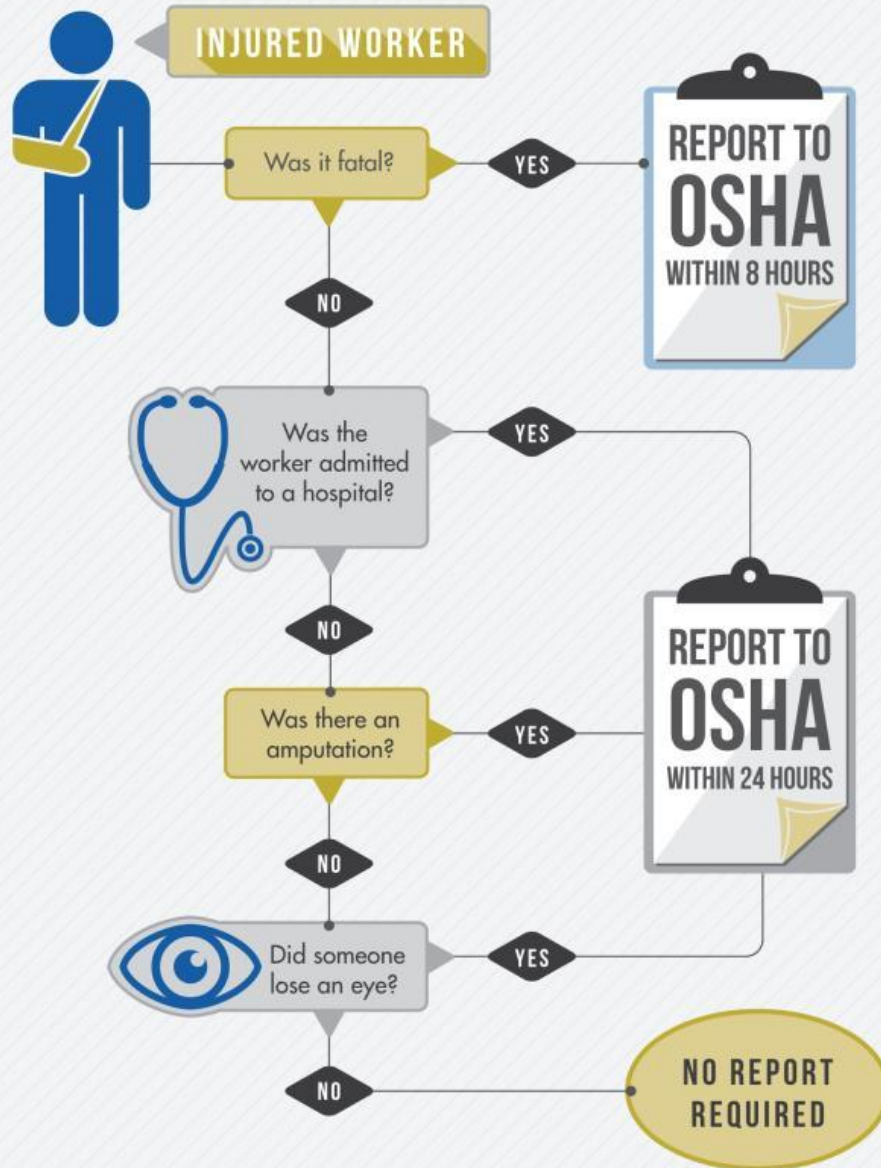 INJURED WORKER
Was it fatal?
YES
REPORT TO
OSHA
WITHIN 8 HOURS
NO
Was the
worker admitted
to a hospital?
YES
NO
REPORT TO
OSHA
WITHIN 24 HOURS
Was there an
amputation?
YES
NO
Did someone
lose an eye?
YES
NO
NO REPORT
REQUIRED